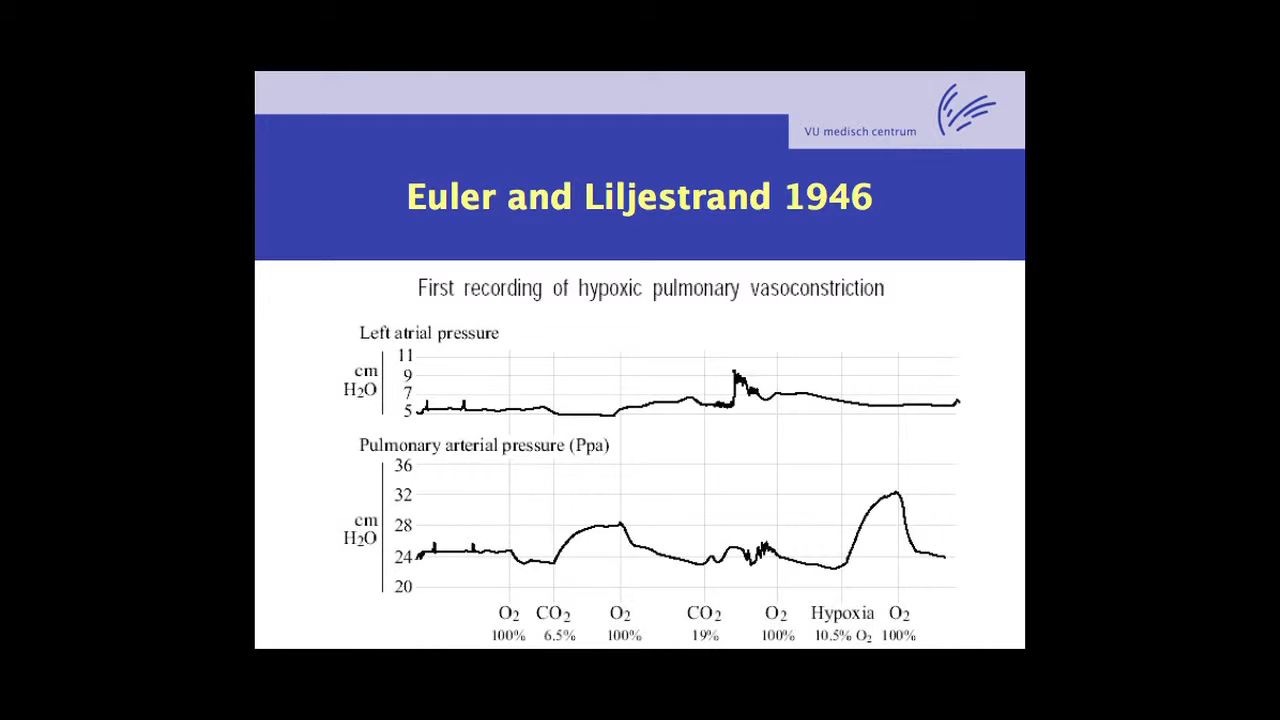 VU medisch centrum
Euler and Liljestrand 1946
First recording of hypoxic pulmonary vasoconstriction
Left atrial pressure
cm
H2O
11
9
7
5
Pulmonary arterial pressure (Ppa)
cm
H2O
36
32
28
24
20
O2 CO2 O2 CO2 O2 Hypoxia O2
100% 6.5% 100% 19% 100% 10.5% O2 100%